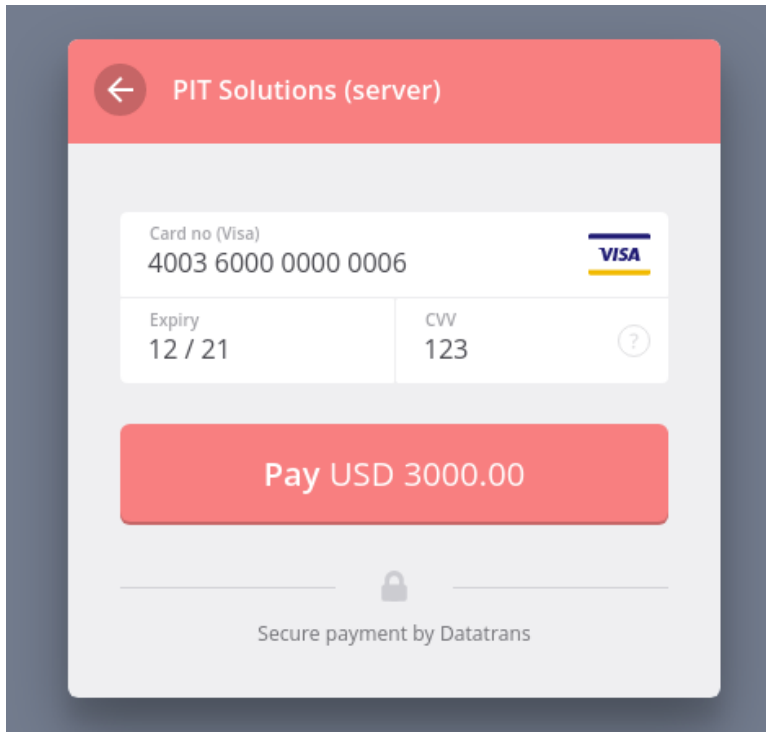 PIT Solutions (server)
Card no (Visa)
4003 6000 0000 0006
VISA
Expiry
12 / 21
CVV
123
?
Pay USD 3000.00
Secure payment by Datatrans